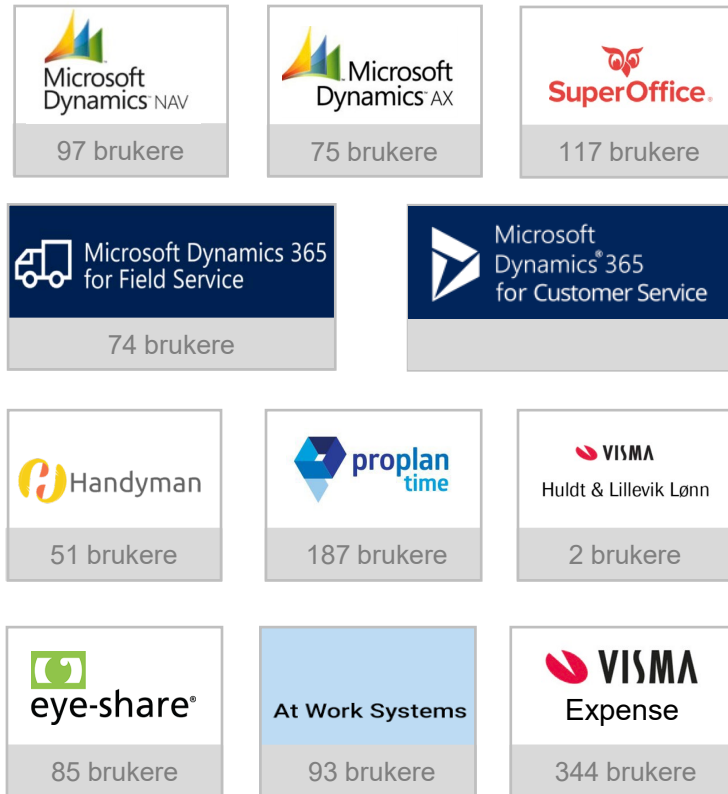 Microsoft
Dynamics NAV
97 brukere
Microsoft
Dynamics AX
75 brukere
SuperOffice®
117 brukere
Microsoft Dynamics 365
for Field Service
74 brukere
Microsoft
Dynamics® 365
for Customer Service
Handyman
51 brukere
proplan
time
187 brukere
VISMA
Huldt & Lillevik Lønn
2 brukere
eye-share®
85 brukere
At Work Systems
93 brukere
VISMA
Expense
344 brukere